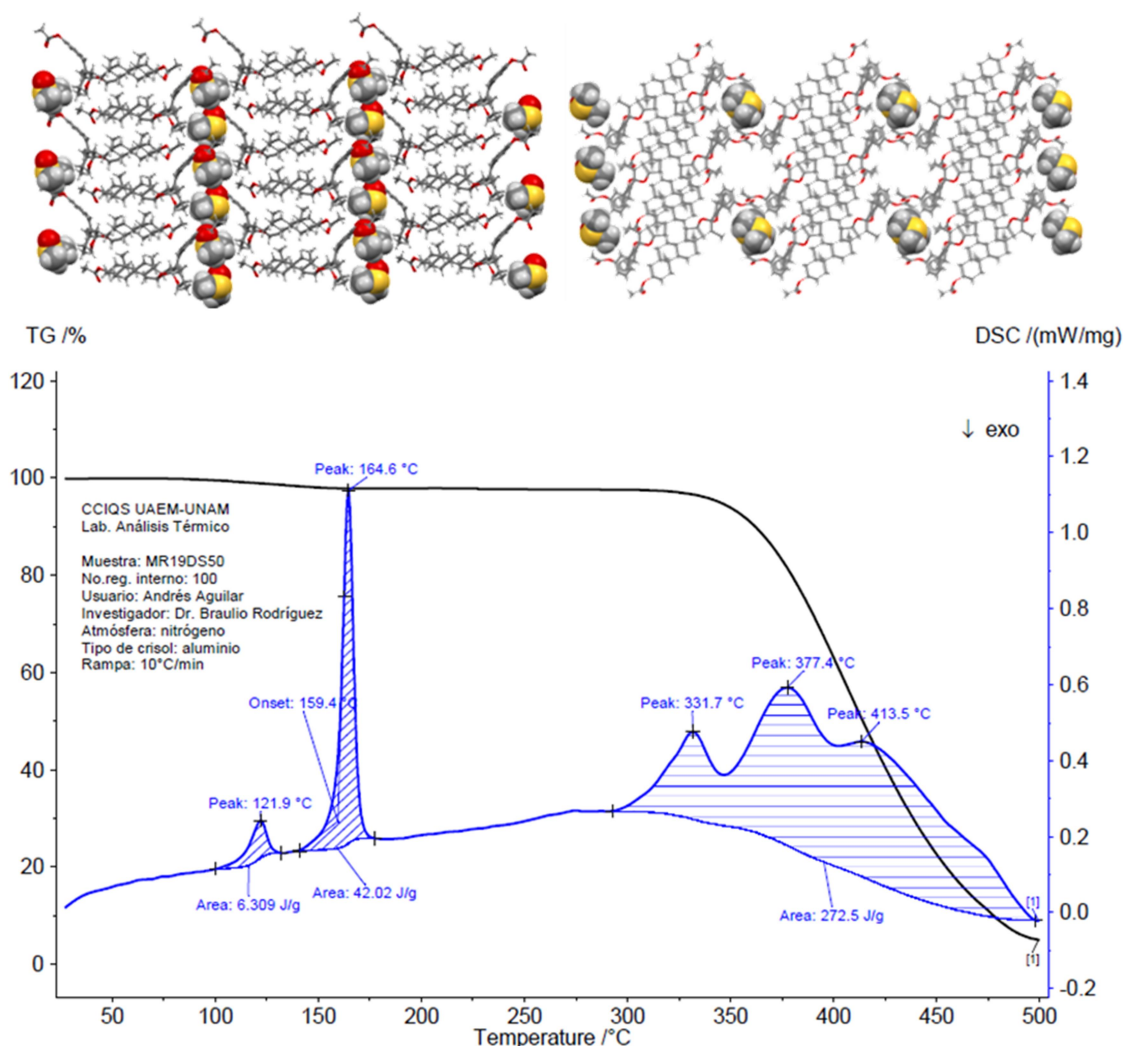 TG /%
DSC /(mW/mg)
120
100
80
60
40
20
0
1.4
1.2
1.0
0.8
0.6
0.4
0.2
0.0
-0.2
↓ exo
Peak: 164.6 °C
CCIQS UAEM-UNAM
Lab. Análisis Térmico
Muestra: MR19DS50
No.reg. interno: 100
Usuario: Andrés Aguilar
Investigador: Dr. Braulio Rodríguez
Atmósfera: nitrógeno
Tipo de crisol: aluminio
Rampa: 10°C/min
Peak: 377.4 °C
Onset: 159.4 °C
Peak: 331.7 °C
Peak: 413.5 °C
Peak: 121.9 °C
Area: 42.02 J/g
Area: 6.309 J/g
Area: 272.5 J/g
[1]
[1]
50
100
150
200
250
300
350
400
450
500
Temperature /°C